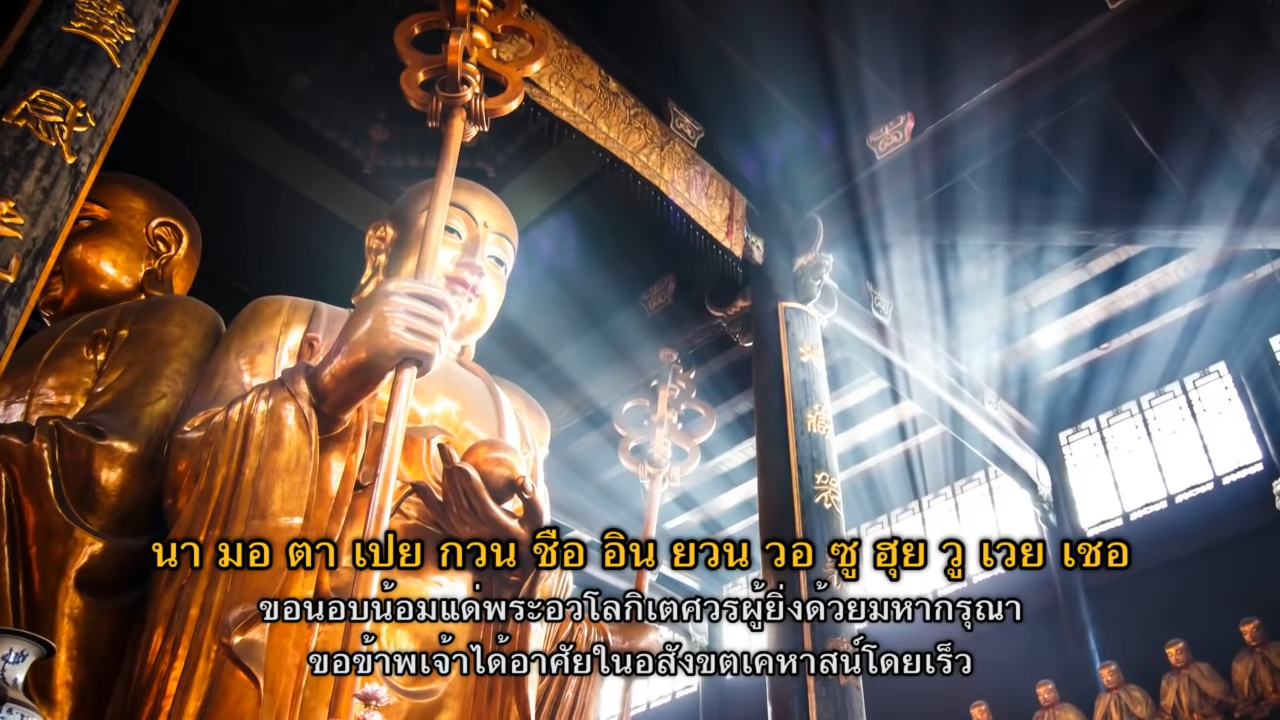 นา มอ ตา เปย กวน ชือ อิน ยวน วอ ซู ฮุย วู เวย เชอ
ขอนอบน้อมแด่พระอวโลกิเตศวรผู้ยิ่งด้วยมหากรุณา
ขอข้าพเจ้าได้อาศัยในอสังขตเคหาสน์โดยเร็ว